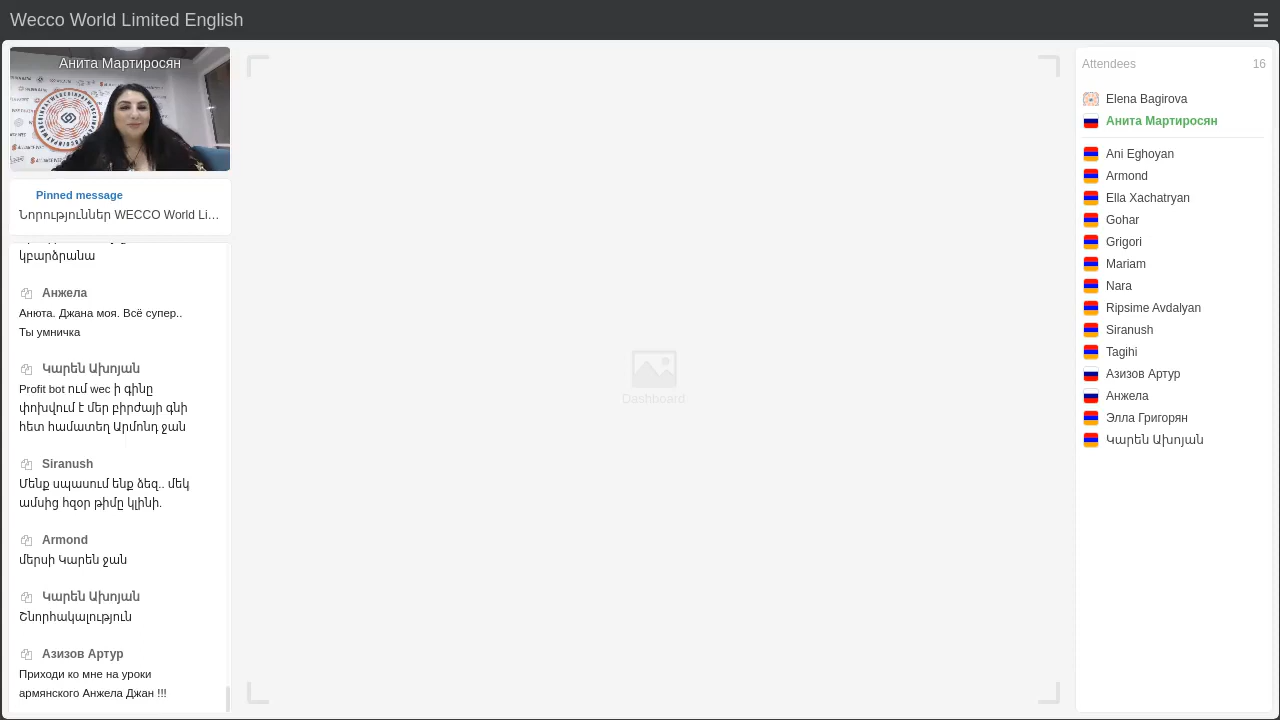 Wecco World Limited English
Анита Мартиросян
Pinned message
Նորություններ WECCO World Li…
կբարձրանա
Анжела
Анюта. Джана моя. Всё супер..
Ты умничка
Կարեն Ախոյան
Profit bot ում wec ի գինը
փոխվում է մեր բիրժայի գնի
հետ համատեղ Արմոնդ ջան
Siranush
Մենք սպասում ենք ձեզ.. մեկ
ամսից հզօր թիմը կլինի.
Armond
մերսի Կարեն ջան
Կարեն Ախոյան
Շնորհակալություն
Азизов Артур
Приходи ко мне на уроки
армянского Анжела Джан !!!
Dashboard
Attendees 16
Elena Bagirova
Анита Мартиросян
Ani Eghoyan
Armond
Ella Xachatryan
Gohar
Grigori
Mariam
Nara
Ripsime Avdalyan
Siranush
Tagihi
Азизов Артур
Анжела
Элла Григорян
Կարեն Ախոյան